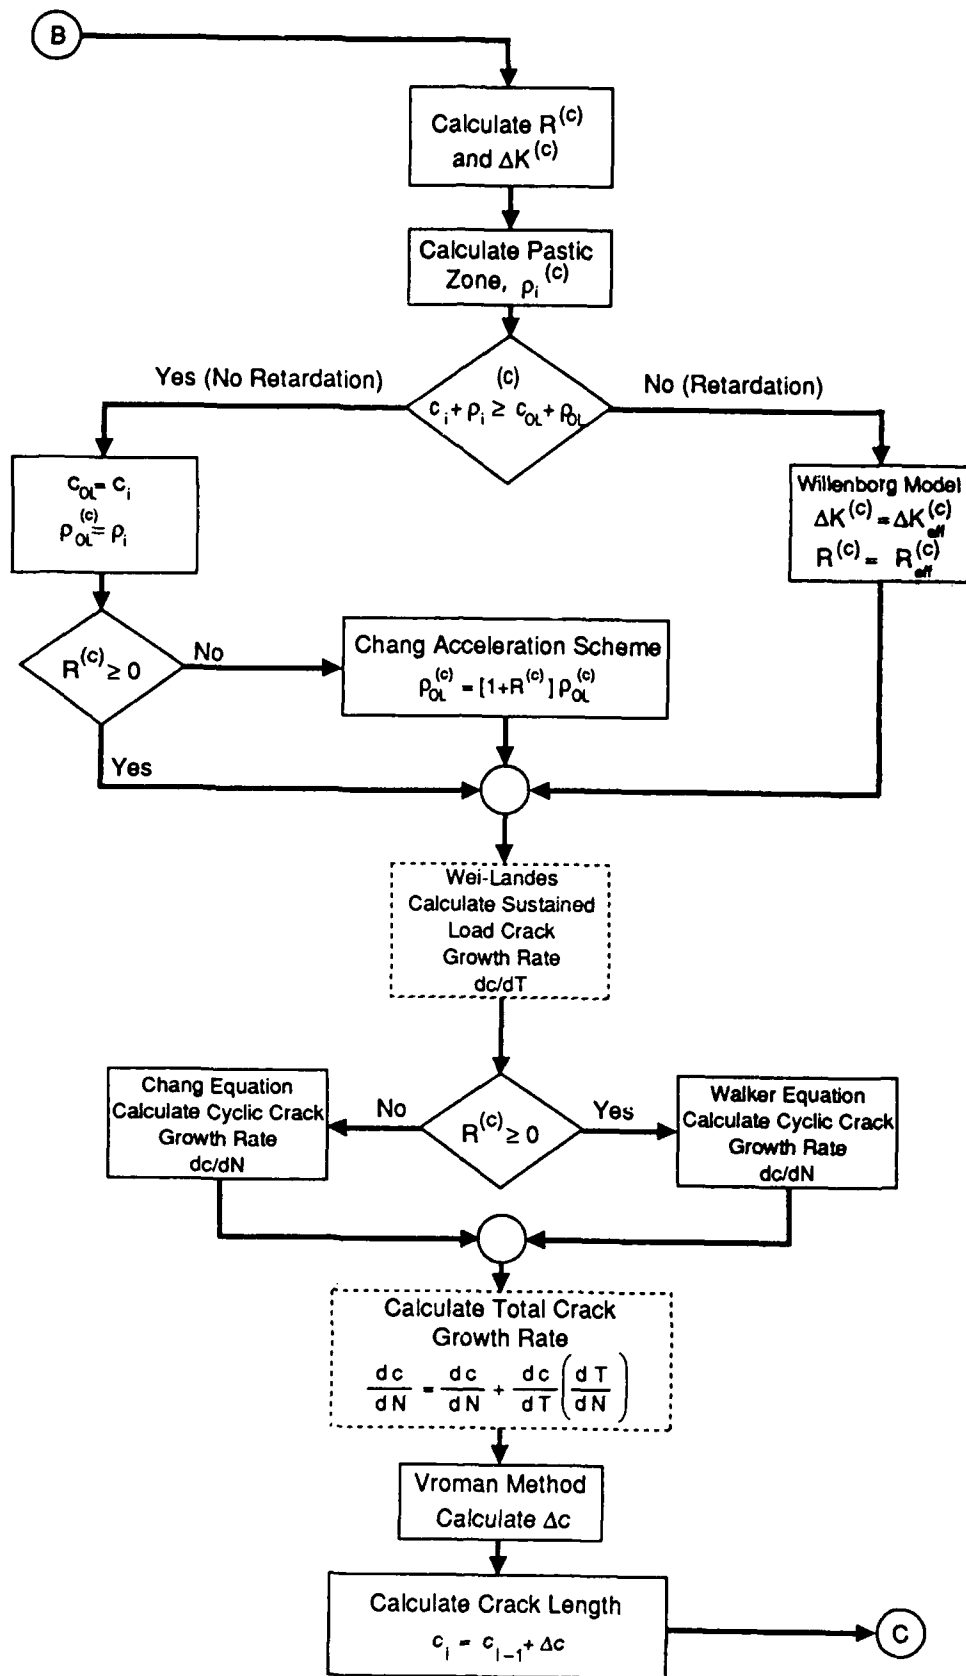 B
Calculate R^(c)
and ΔK^(c)
Calculate Pastic
Zone, ρ_i^(c)
Yes (No Retardation)
(c)
c_i + ρ_i ≥ c_OL + ρ_OL
No (Retardation)
c_OL = c_i
ρ_OL^(c) = ρ_i
Willenborg Model
ΔK^(c) = ΔK_eff^(c)
R^(c) = R_eff^(c)
R^(c) ≥ 0
No
Chang Acceleration Scheme
ρ_OL^(c) = [1+R^(c)] ρ_OL^(c)
Yes
Wei-Landes
Calculate Sustained
Load Crack
Growth Rate
dc/dT
Chang Equation
Calculate Cyclic Crack
Growth Rate
dc/dN
No
R^(c) ≥ 0
Yes
Walker Equation
Calculate Cyclic Crack
Growth Rate
dc/dN
Calculate Total Crack
Growth Rate
dc/dN = dc/dN + dc/dT (dT/dN)
Vroman Method
Calculate Δc
Calculate Crack Length
c_i = c_i-1 + Δc
C